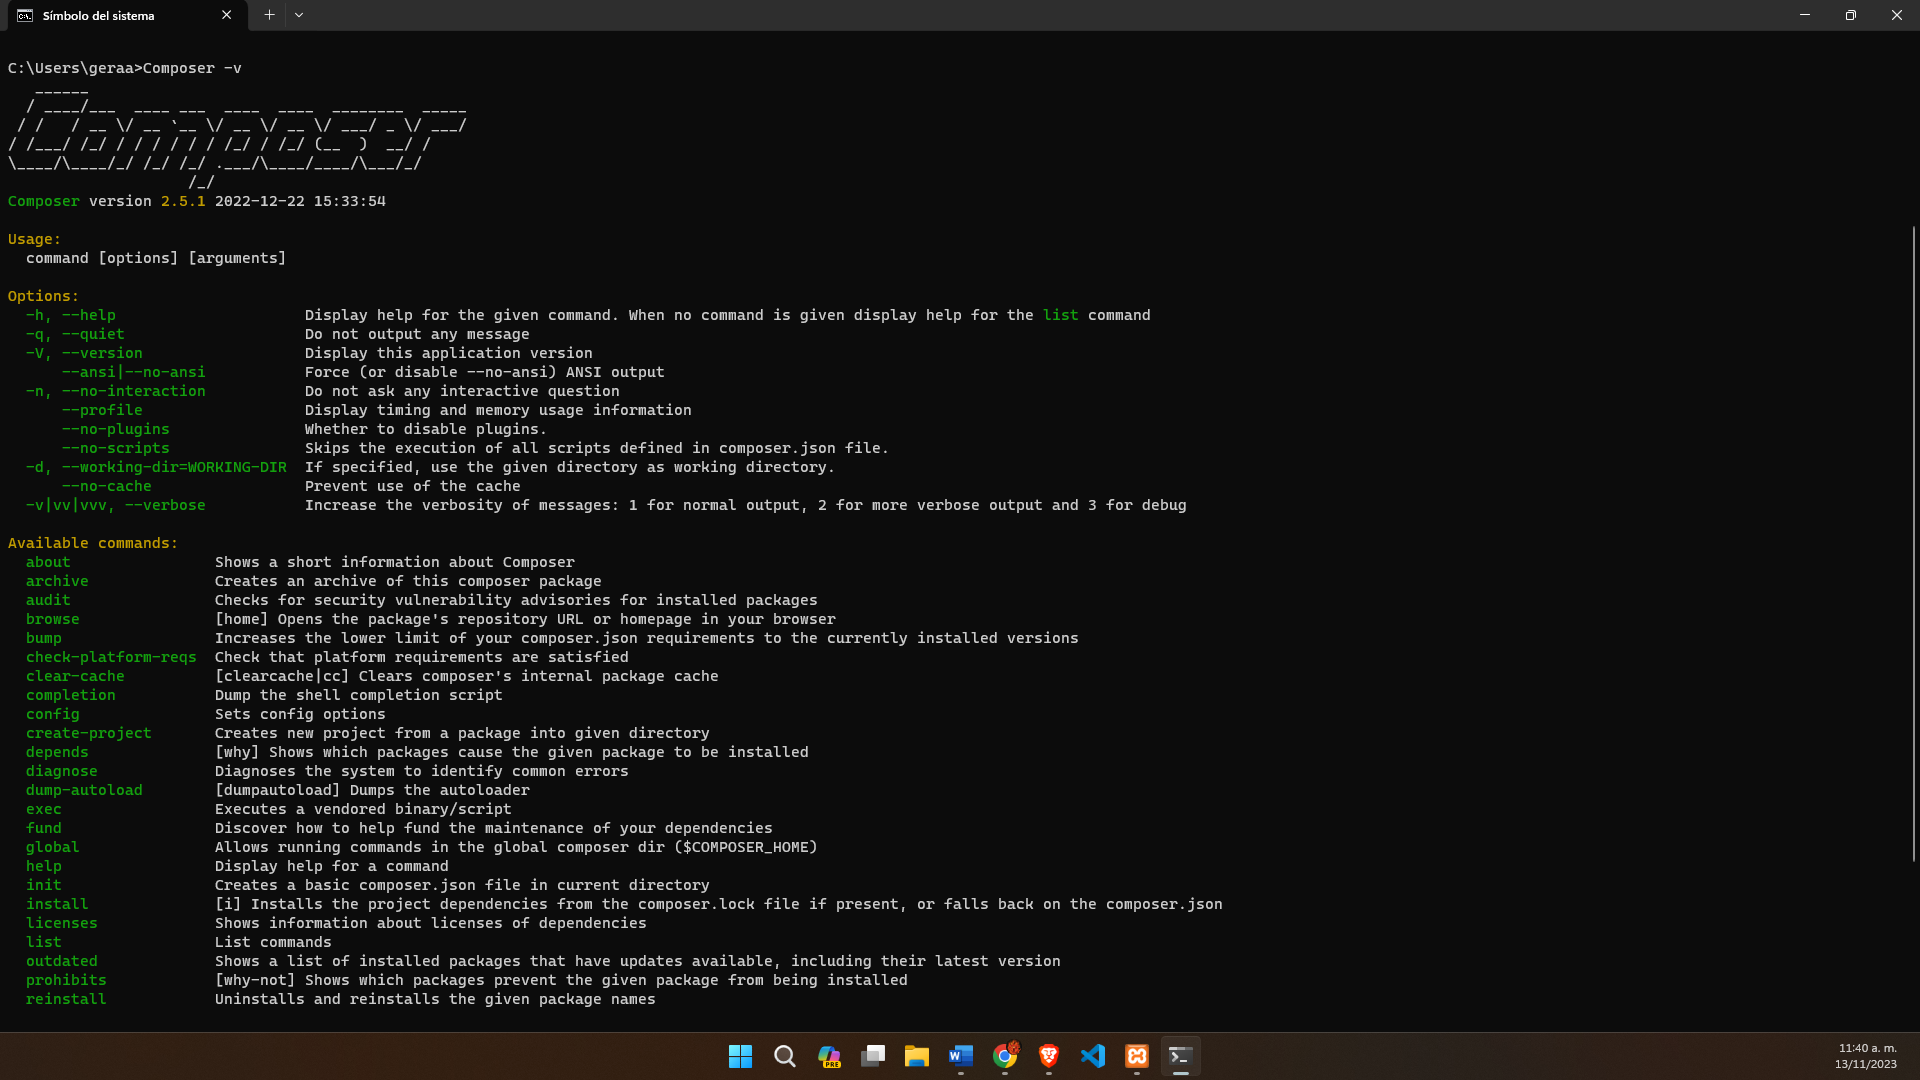 Símbolo del sistema
C:\Users\geraa>Composer -v
   ______
  / ____/___  ____ ___  ____  ____  ________  _____
 / /   / __ \/ __ `__ \/ __ \/ __ \/ ___/ _ \/ ___/
/ /___/ /_/ / / / / / / /_/ / /_/ (__  )  __/ /
\____/\____/_/ /_/ /_/ .___/\____/____/\___/_/
                    /_/
Composer version 2.5.1 2022-12-22 15:33:54
Usage:
  command [options] [arguments]
Options:
  -h, --help                     Display help for the given command. When no command is given display help for the list command
  -q, --quiet                    Do not output any message
  -V, --version                  Display this application version
      --ansi|--no-ansi           Force (or disable --no-ansi) ANSI output
  -n, --no-interaction           Do not ask any interactive question
      --profile                  Display timing and memory usage information
      --no-plugins               Whether to disable plugins.
      --no-scripts               Skips the execution of all scripts defined in composer.json file.
  -d, --working-dir=WORKING-DIR  If specified, use the given directory as working directory.
      --no-cache                 Prevent use of the cache
  -v|vv|vvv, --verbose           Increase the verbosity of messages: 1 for normal output, 2 for more verbose output and 3 for debug
Available commands:
  about                Shows a short information about Composer
  archive              Creates an archive of this composer package
  audit                Checks for security vulnerability advisories for installed packages
  browse               [home] Opens the package's repository URL or homepage in your browser
  bump                 Increases the lower limit of your composer.json requirements to the currently installed versions
  check-platform-reqs  Check that platform requirements are satisfied
  clear-cache          [clearcache|cc] Clears composer's internal package cache
  completion           Dump the shell completion script
  config               Sets config options
  create-project       Creates new project from a package into given directory
  depends              [why] Shows which packages cause the given package to be installed
  diagnose             Diagnoses the system to identify common errors
  dump-autoload        [dumpautoload] Dumps the autoloader
  exec                 Executes a vendored binary/script
  fund                 Discover how to help fund the maintenance of your dependencies
  global               Allows running commands in the global composer dir ($COMPOSER_HOME)
  help                 Display help for a command
  init                 Creates a basic composer.json file in current directory
  install              [i] Installs the project dependencies from the composer.lock file if present, or falls back on the composer.json
  licenses             Shows information about licenses of dependencies
  list                 List commands
  outdated             Shows a list of installed packages that have updates available, including their latest version
  prohibits            [why-not] Shows which packages prevent the given package from being installed
  reinstall            Uninstalls and reinstalls the given package names
PRE
11:40 a. m.
13/11/2023